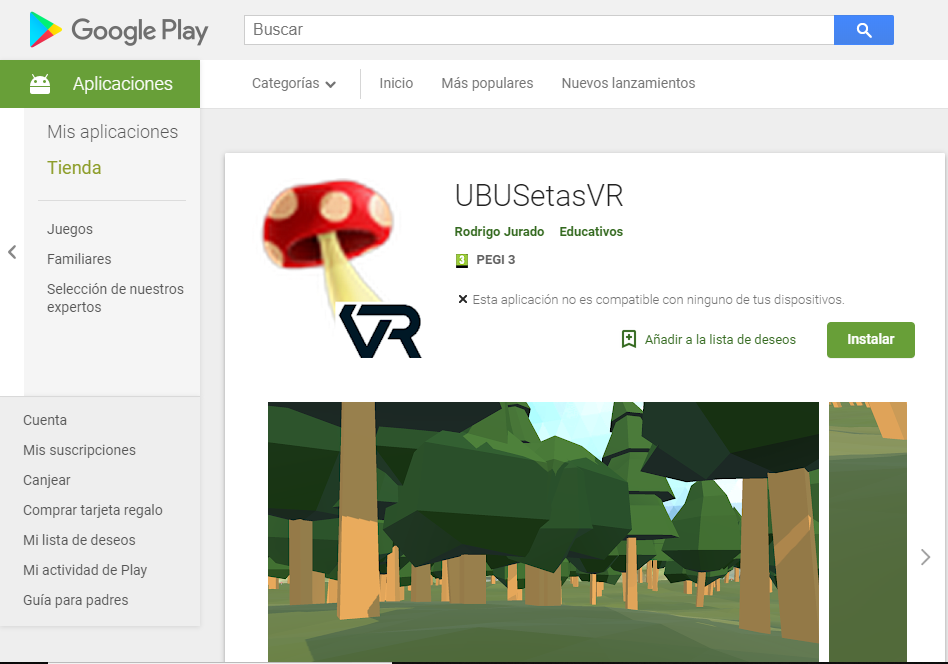 Google Play
Buscar
Aplicaciones
Categorías
Inicio
Más populares
Nuevos lanzamientos
Mis aplicaciones
Tienda
Juegos
Familiares
Selección de nuestros
expertos
Cuenta
Mis suscripciones
Canjear
Comprar tarjeta regalo
Mi lista de deseos
Mi actividad de Play
Guía para padres
VR
UBUSetasVR
Rodrigo Jurado Educativos
3 PEGI 3
Esta aplicación no es compatible con ninguno de tus dispositivos.
Añadir a la lista de deseos
Instalar